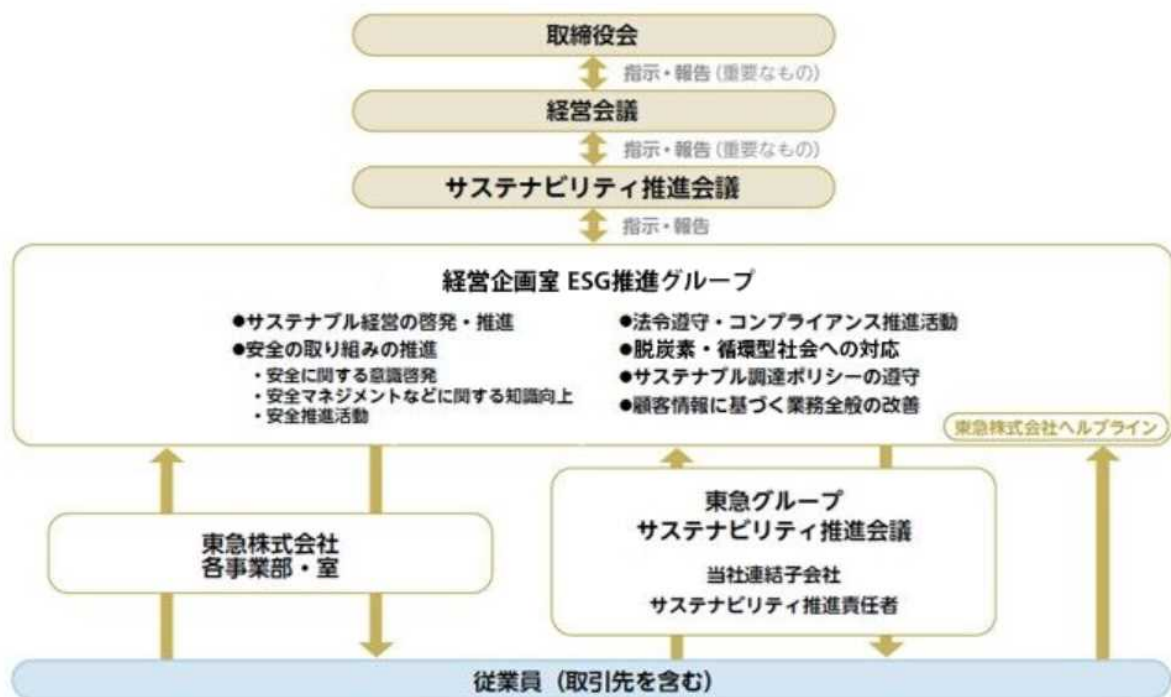 取締役会
指示・報告（重要なもの）
経営会議
指示・報告（重要なもの）
サステナビリティ推進会議
指示・報告
経営企画室 ESG推進グループ
●サステナブル経営の啓発・推進
●安全の取り組みの推進
・安全に関する意識啓発
・安全マネジメントなどに関する知識向上
・安全推進活動
●法令遵守・コンプライアンス推進活動
●脱炭素・循環型社会への対応
●サステナブル調達ポリシーの遵守
●顧客情報に基づく業務全般の改善
東急株式会社ヘルプライン
東急株式会社
各事業部・室
東急グループ
サステナビリティ推進会議
当社連結子会社
サステナビリティ推進責任者
従業員（取引先を含む）